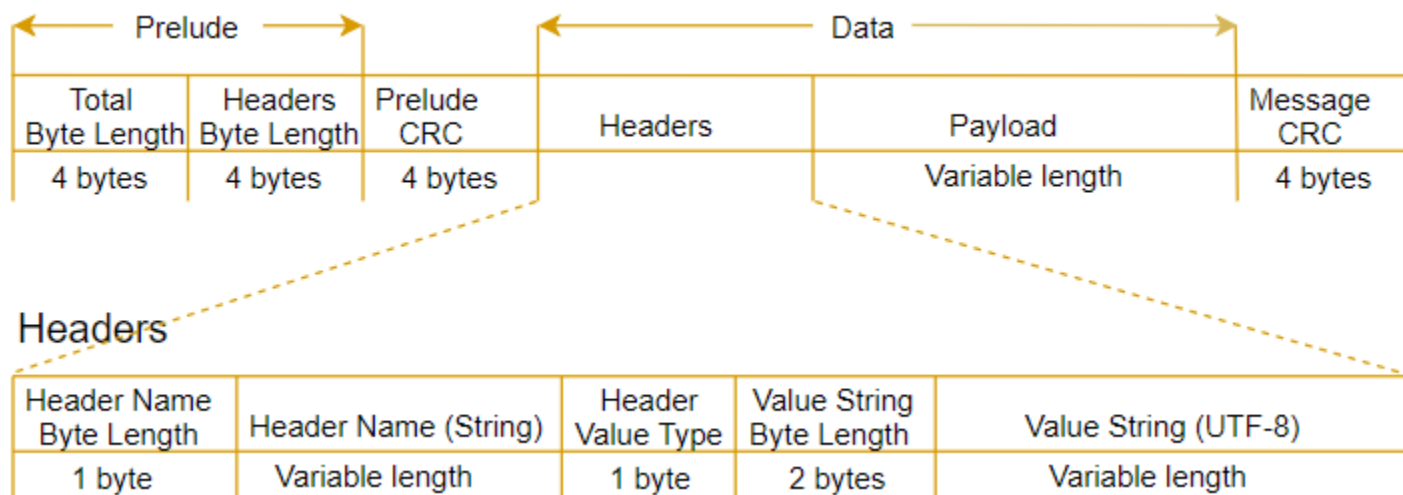 Prelude
Data
Total
Byte Length
Headers
Byte Length
Prelude
CRC
Headers
Payload
Message
CRC
4 bytes
4 bytes
4 bytes
Variable length
4 bytes
Headers
Header Name
Byte Length
Header Name (String)
Header
Value Type
Value String
Byte Length
Value String (UTF-8)
1 byte
Variable length
1 byte
2 bytes
Variable length